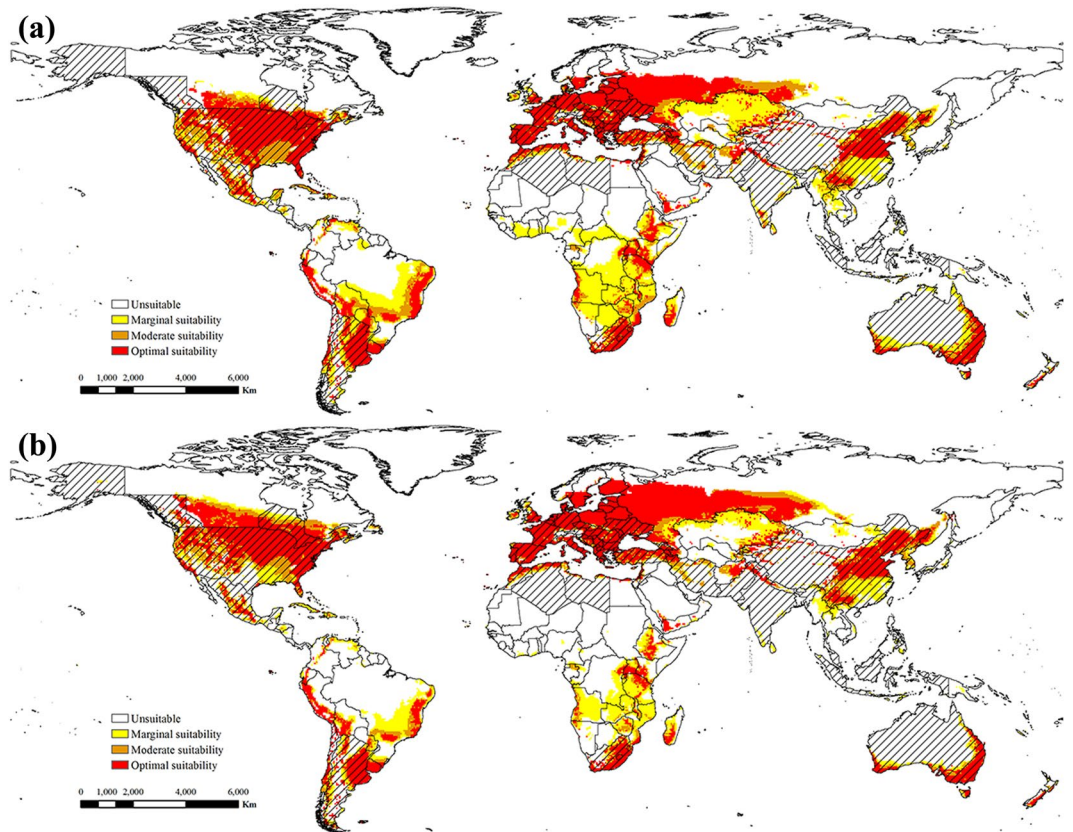 (a)
Unsuitable
Marginal suitability
Moderate suitability
Optimal suitability
0 1,000 2,000 4,000 6,000
Km
(b)
Unsuitable
Marginal suitability
Moderate suitability
Optimal suitability
0 1,000 2,000 4,000 6,000
Km